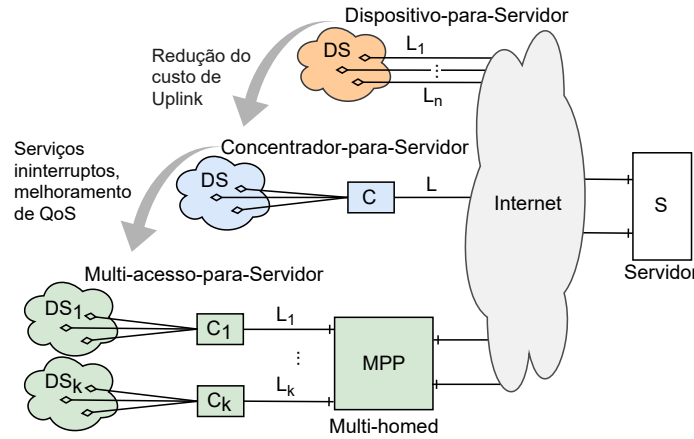 Dispositivo-para-Servidor
Redução do
custo de
Uplink
DS
L1
...
Ln
Serviços
ininterruptos,
melhoramento
de QoS
Concentrador-para-Servidor
DS
C
L
Internet
S
Servidor
Multi-acesso-para-Servidor
DS1
C1
L1
...
MPP
DSk
Ck
Lk
Multi-homed